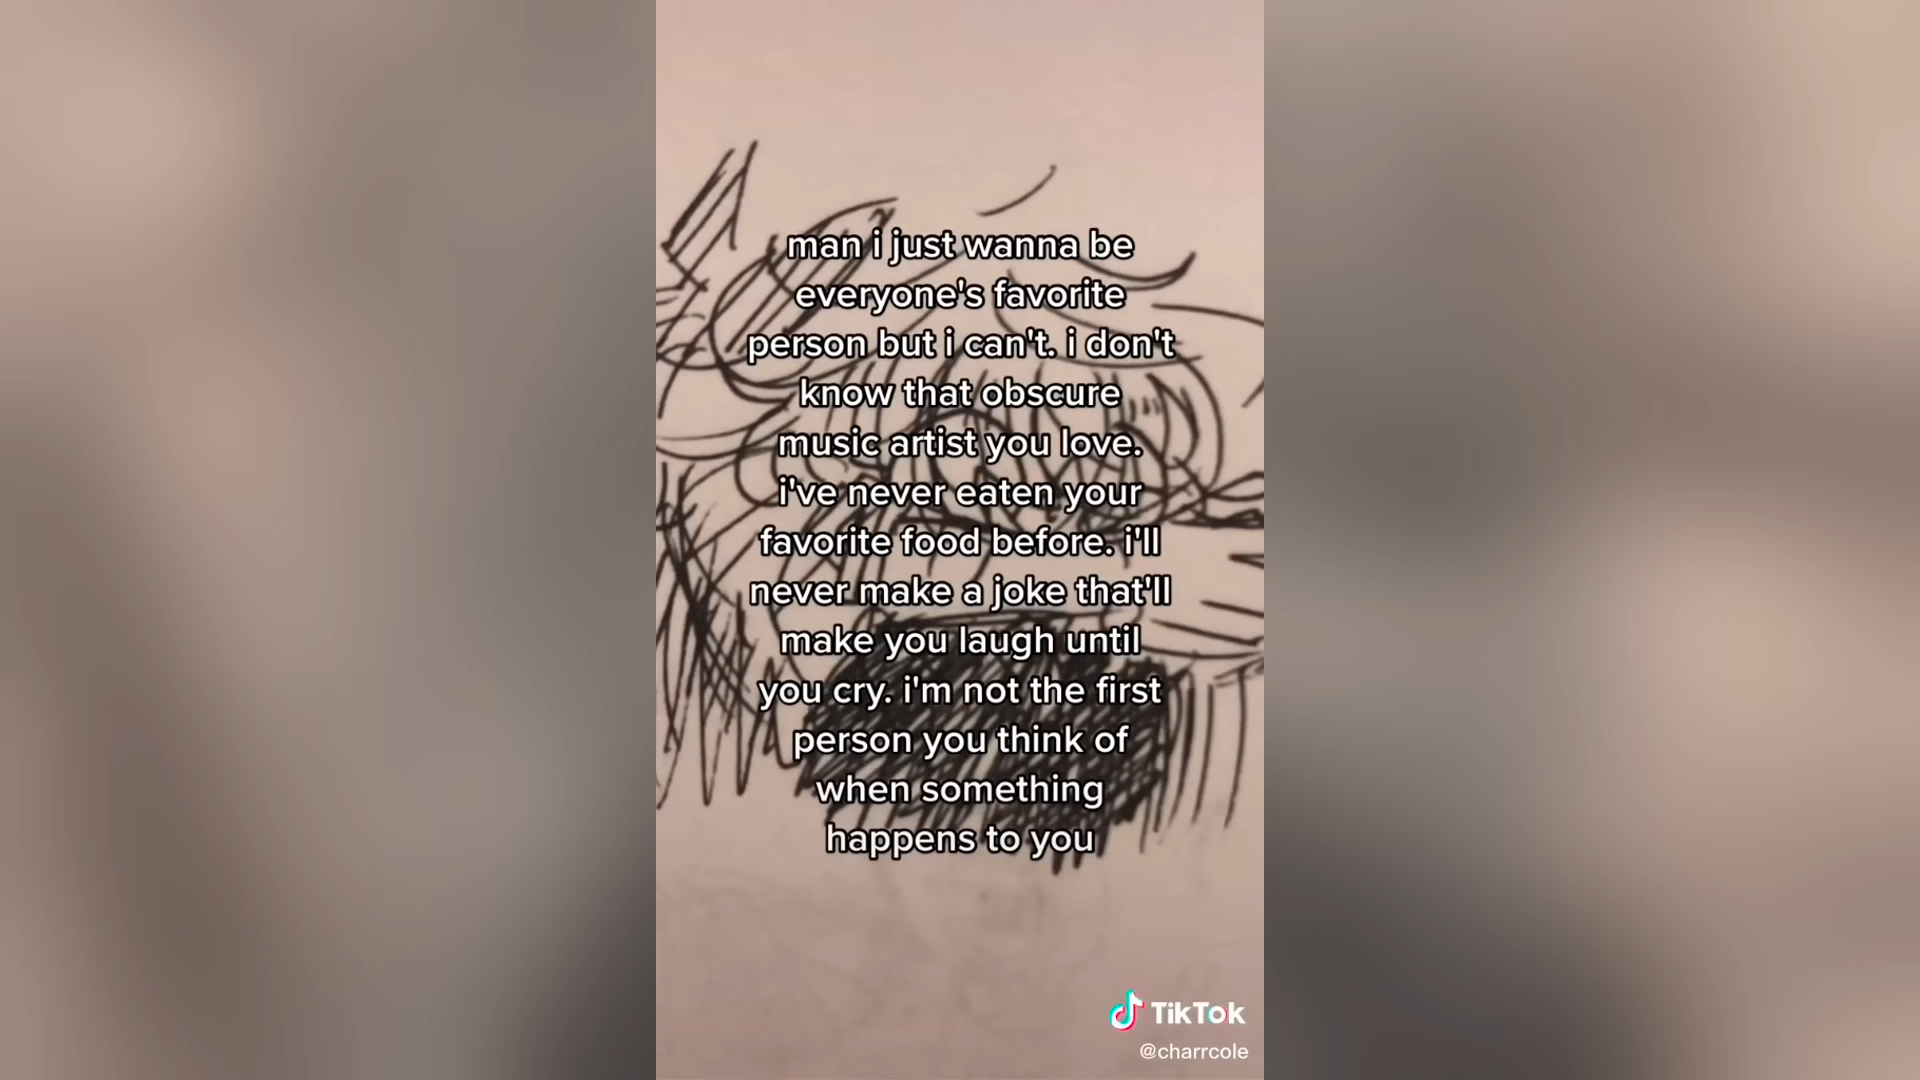 man i just wanna be
everyone's favorite
person but i can't. i don't
know that obscure
music artist you love.
i've never eaten your
favorite food before. i'll
never make a joke that'll
make you laugh until
you cry. i'm not the first
person you think of
when something
happens to you
TikTok
@charrcole